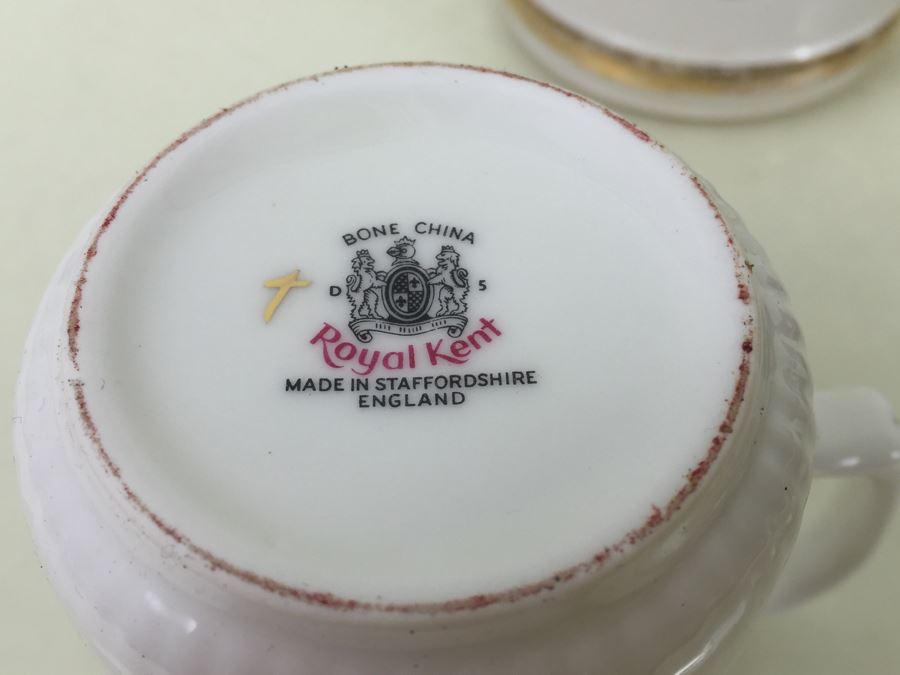 BONE CHINA
D 5
Royal Kent
MADE IN STAFFORDSHIRE
ENGLAND